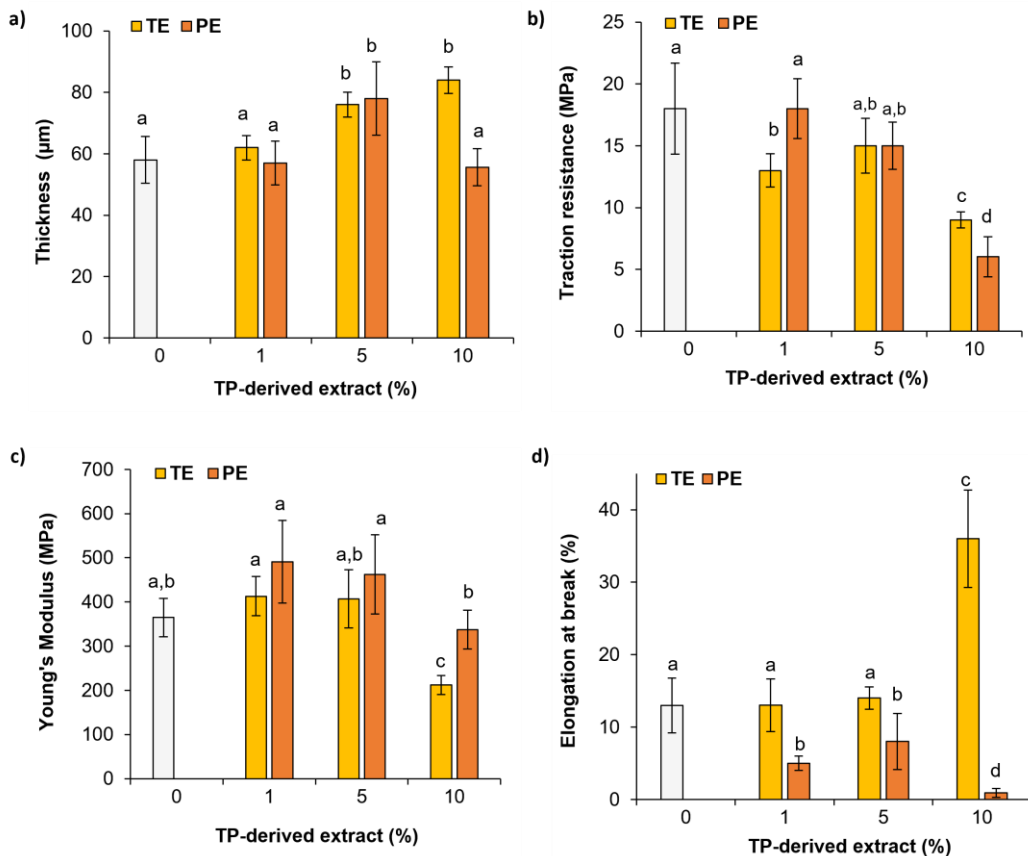 a)
TE PE
100
80
60
40
20
0
Thickness (µm)
a
a
a
b
b
b
a
0 1 5 10
TP-derived extract (%)
b)
TE PE
25
20
15
10
5
0
Traction resistance (MPa)
a
b
a
a,b
a,b
c
d
0 1 5 10
TP-derived extract (%)
c)
TE PE
700
600
500
400
300
200
100
0
Young's Modulus (MPa)
a,b
a
a
a,b
a
c
b
0 1 5 10
TP-derived extract (%)
d)
TE PE
40
30
20
10
0
Elongation at break (%)
a
a
b
a
b
c
d
0 1 5 10
TP-derived extract (%)